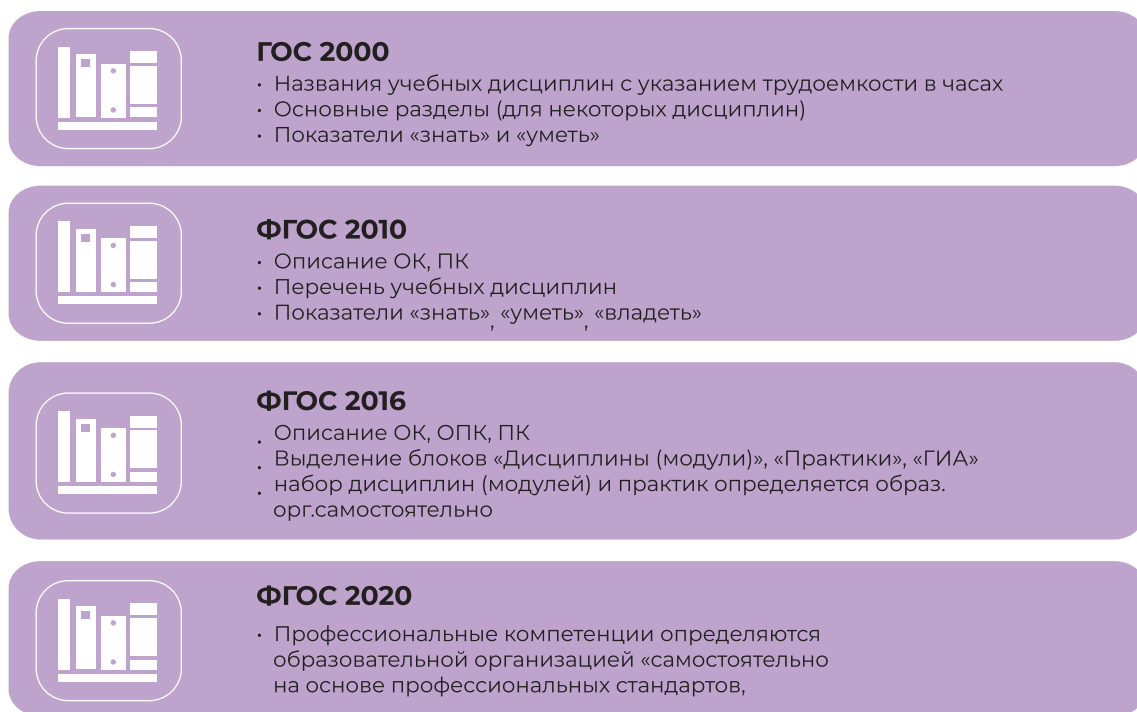 ГОС 2000
· Названия учебных дисциплин с указанием трудоемкости в часах
· Основные разделы (для некоторых дисциплин)
· Показатели «знать» и «уметь»
ФГОС 2010
· Описание ОК, ПК
· Перечень учебных дисциплин
· Показатели «знать», «уметь», «владеть»
ФГОС 2016
· Описание ОК, ОПК, ПК
· Выделение блоков «Дисциплины (модули)», «Практики», «ГИА»
· набор дисциплин (модулей) и практик определяется образ.
орг.самостоятельно
ФГОС 2020
· Профессиональные компетенции определяются
образовательной организацией «самостоятельно
на основе профессиональных стандартов,